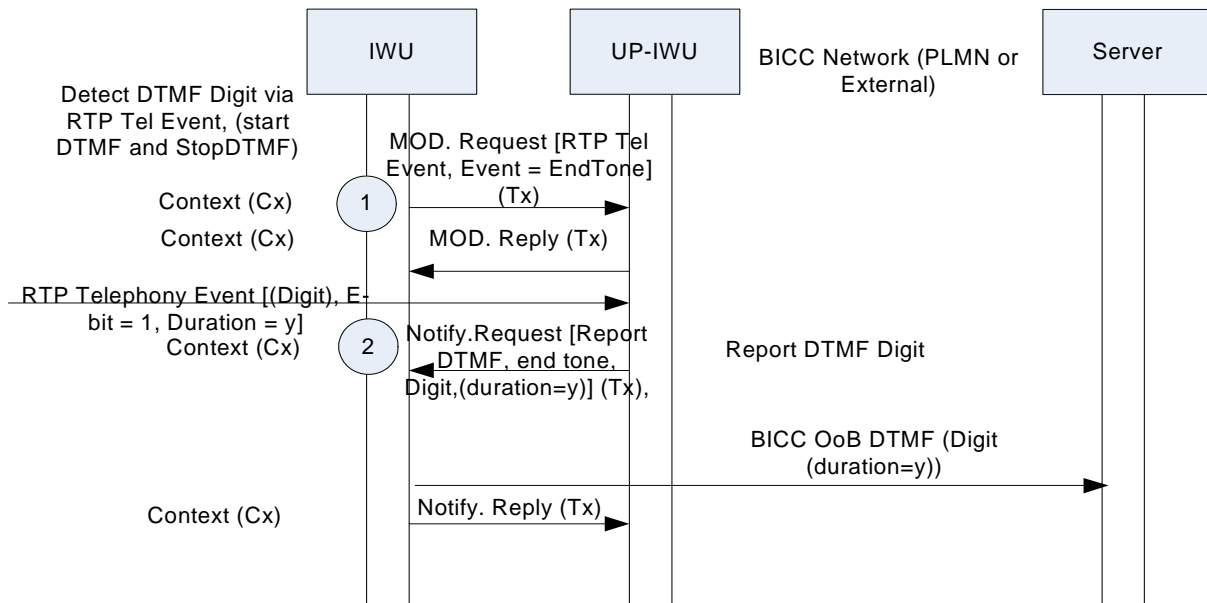 IWU
UP-IWU
BICC Network (PLMN or
External)
Server
Detect DTMF Digit via
RTP Tel Event, (start
DTMF and StopDTMF)
MOD. Request [RTP Tel
Event, Event = EndTone]
(Tx)
Context (Cx)
1
Context (Cx)
MOD. Reply (Tx)
RTP Telephony Event [(Digit), E-
bit = 1, Duration = y]
Context (Cx)
2
Notify.Request [Report
DTMF, end tone,
Digit,(duration=y)] (Tx),
Report DTMF Digit
BICC OoB DTMF (Digit
(duration=y))
Context (Cx)
Notify. Reply (Tx)